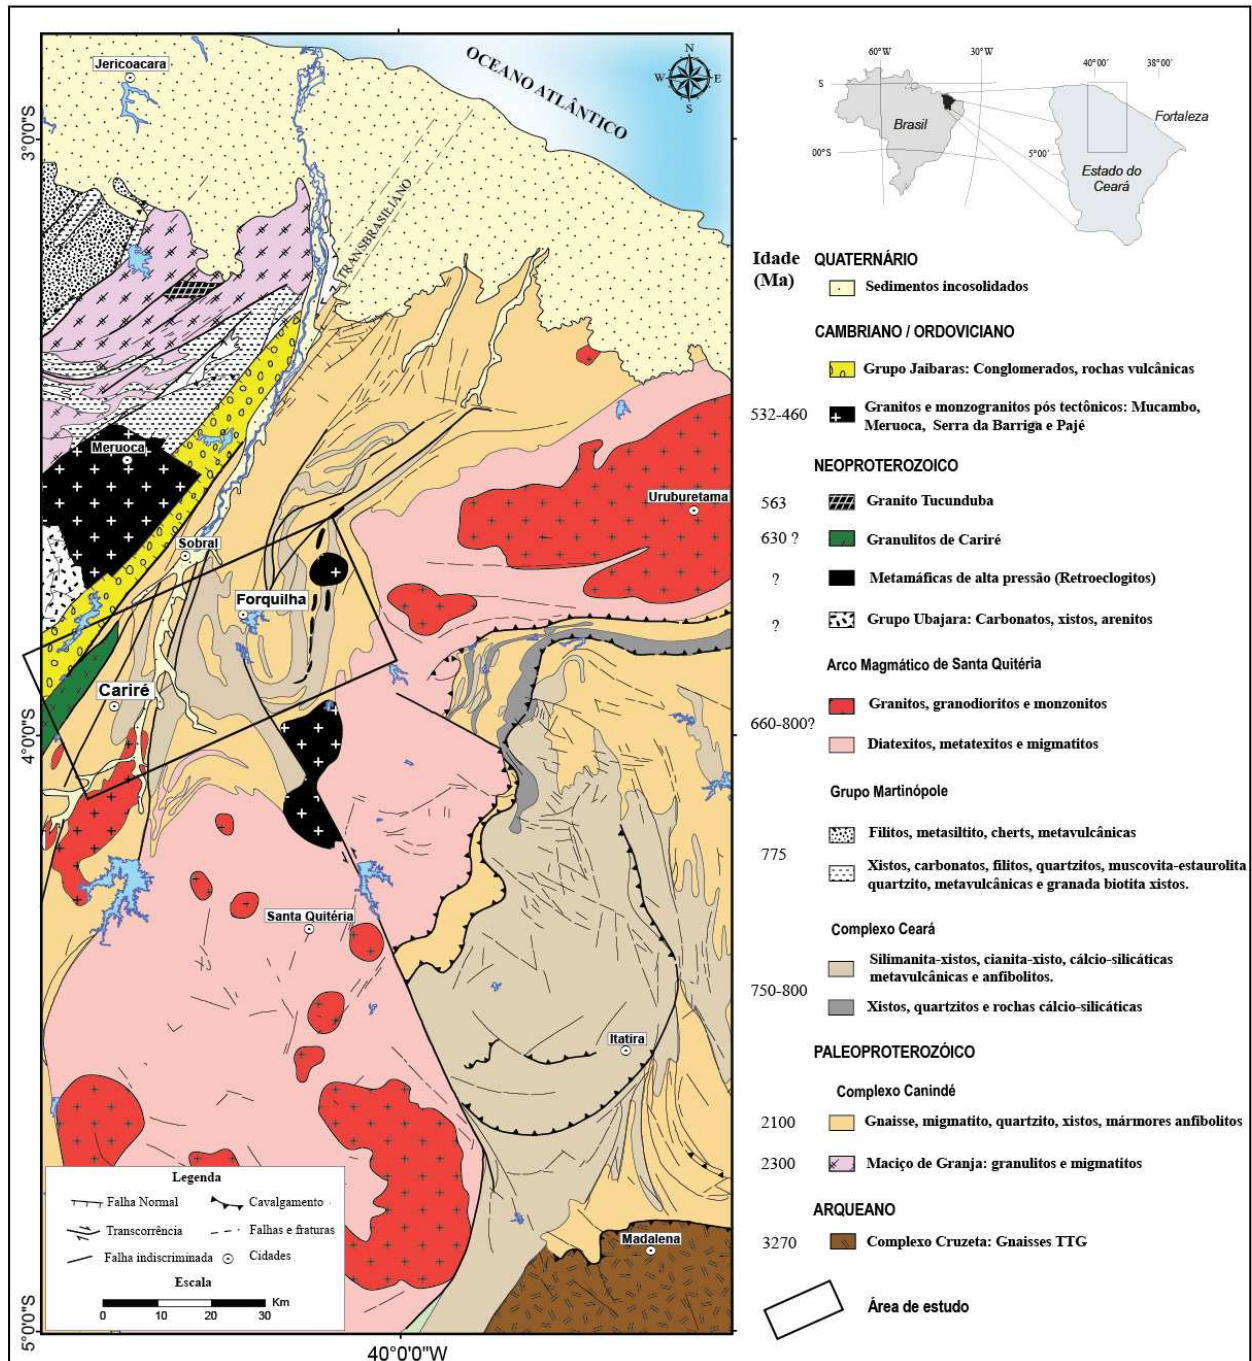 Jericoacara
OCEANO ATLÂNTICO
N
W
E
S
3°0'0"S
TRANSBRASILIANO
Meruoca
Uruburetama
Sobral
Forquilha
Cariré
4°0'0"S
Santa Quitéria
Itatira
Madalena
Legenda
Falha Normal
Cavalgamento
Transcorrência
Falhas e fraturas
Falha indiscriminada
Cidades
Escala
0 10 20 30 Km
5°0'0"S
40°0'0"W
60°W
30°W
40°00'
38°00'
S
Brasil
00°S
Fortaleza
5°00'
Estado do
Ceará
Idade
(Ma)
QUATERNÁRIO
Sedimentos incosolidados
CAMBRIANO / ORDOVICIANO
Grupo Jaibaras: Conglomerados, rochas vulcânicas
532-460
Granitos e monzogranitos pós tectônicos: Mucambo,
Meruoca, Serra da Barriga e Pajé
NEOPROTEROZOICO
563
Granito Tucunduba
630 ?
Granulitos de Cariré
?
Metamáficas de alta pressão (Retroeclogitos)
?
Grupo Ubajara: Carbonatos, xistos, arenitos
Arco Magmático de Santa Quitéria
660-800?
Granitos, granodioritos e monzonitos
Diatexitos, metatexitos e migmatitos
Grupo Martinópole
775
Filitos, metasiltito, cherts, metavulcânicas
Xistos, carbonatos, filitos, quartzitos, muscovita-estaurolita
quartzito, metavulcânicas e granada biotita xistos.
Complexo Ceará
750-800
Silimanita-xistos, cianita-xisto, cálcio-silicáticas
metavulcânicas e anfibolitos.
Xistos, quartzitos e rochas cálcio-silicáticas
PALEOPROTEROZÓICO
Complexo Canindé
2100
Gnaisse, migmatito, quartzito, xistos, mármores anfibolitos
2300
Maciço de Granja: granulitos e migmatitos
ARQUEANO
3270
Complexo Cruzeta: Gnaisses TTG
Área de estudo